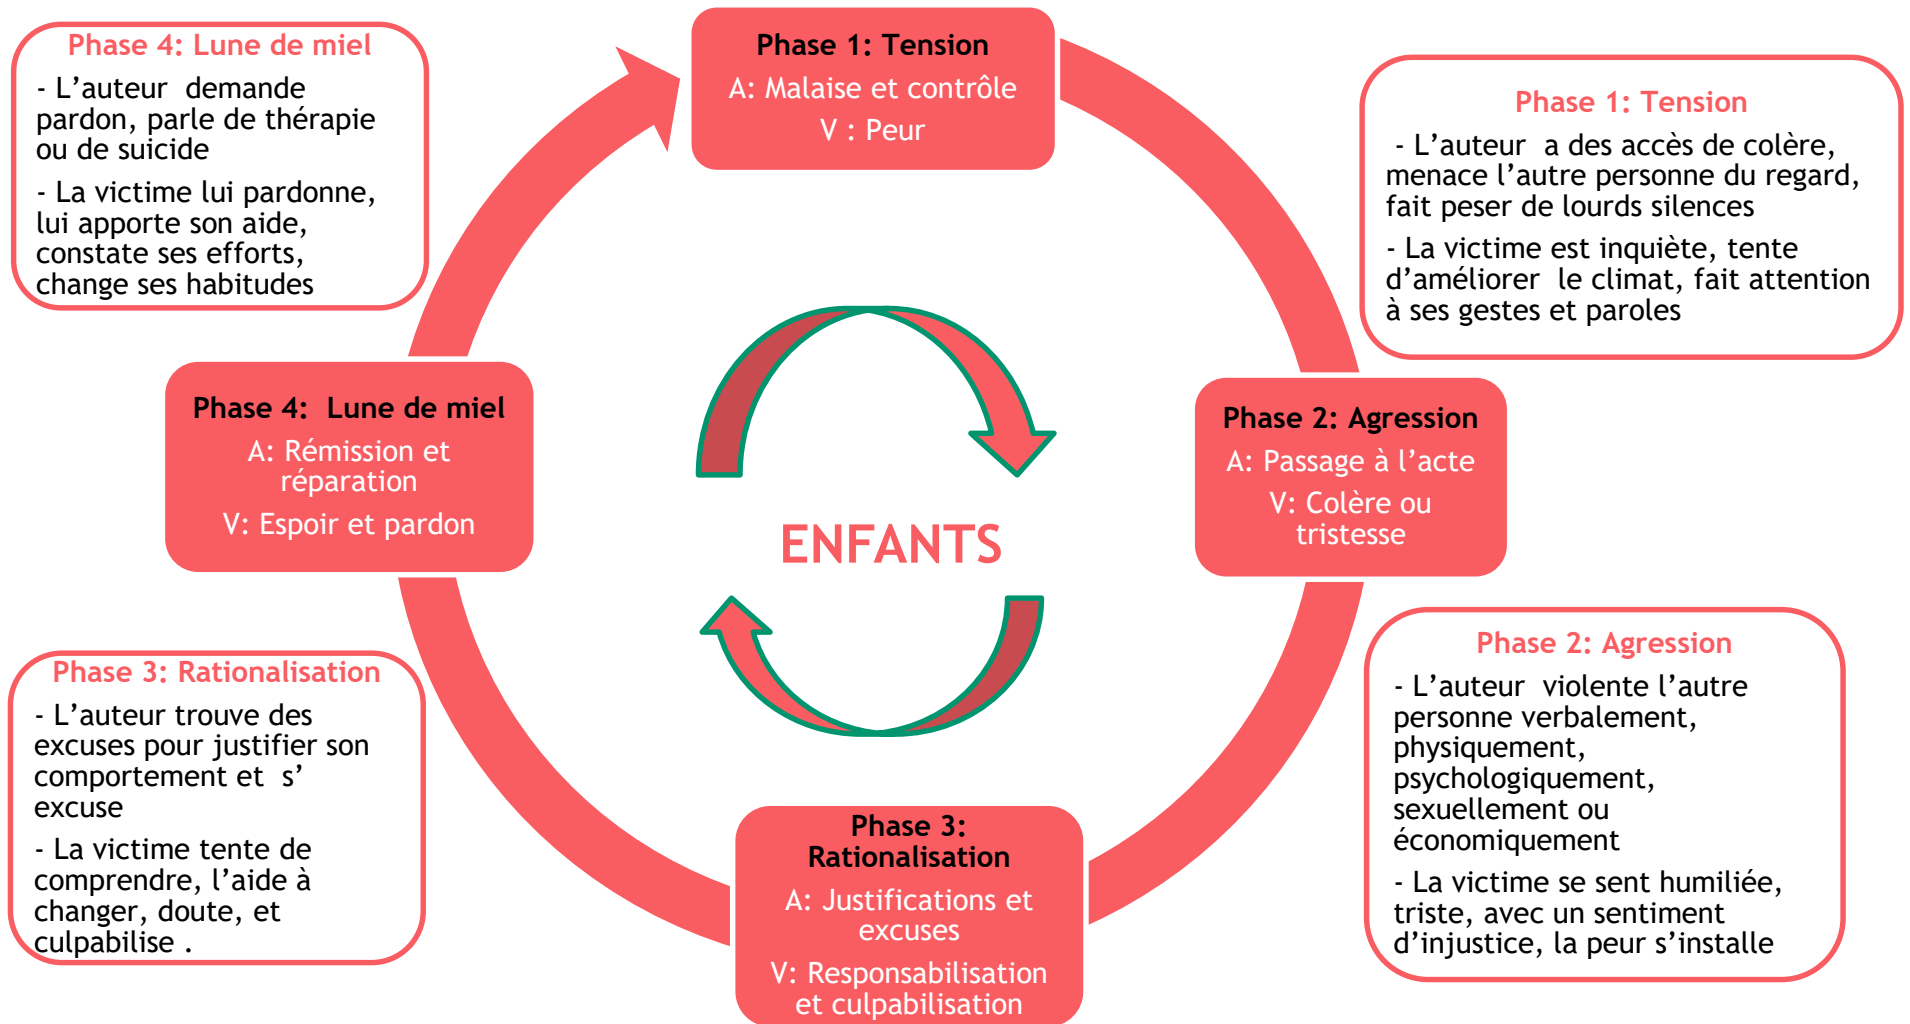 Phase 4: Lune de miel
- L’auteur demande
pardon, parle de thérapie
ou de suicide
- La victime lui pardonne,
lui apporte son aide,
constate ses efforts,
change ses habitudes
Phase 1: Tension
A: Malaise et contrôle
V : Peur
Phase 1: Tension
- L’auteur a des accès de colère,
menace l’autre personne du regard,
fait peser de lourds silences
- La victime est inquiète, tente
d’améliorer le climat, fait attention
à ses gestes et paroles
Phase 4: Lune de miel
A: Rémission et
réparation
V: Espoir et pardon
ENFANTS
Phase 2: Agression
A: Passage à l’acte
V: Colère ou
tristesse
Phase 3: Rationalisation
- L’auteur trouve des
excuses pour justifier son
comportement et s’
excuse
- La victime tente de
comprendre, l’aide à
changer, doute, et
culpabilise .
Phase 3:
Rationalisation
A: Justifications et
excuses
V: Responsabilisation
et culpabilisation
Phase 2: Agression
- L’auteur violente l’autre
personne verbalement,
physiquement,
psychologiquement,
sexuellement ou
économiquement
- La victime se sent humiliée,
triste, avec un sentiment
d’injustice, la peur s’installe